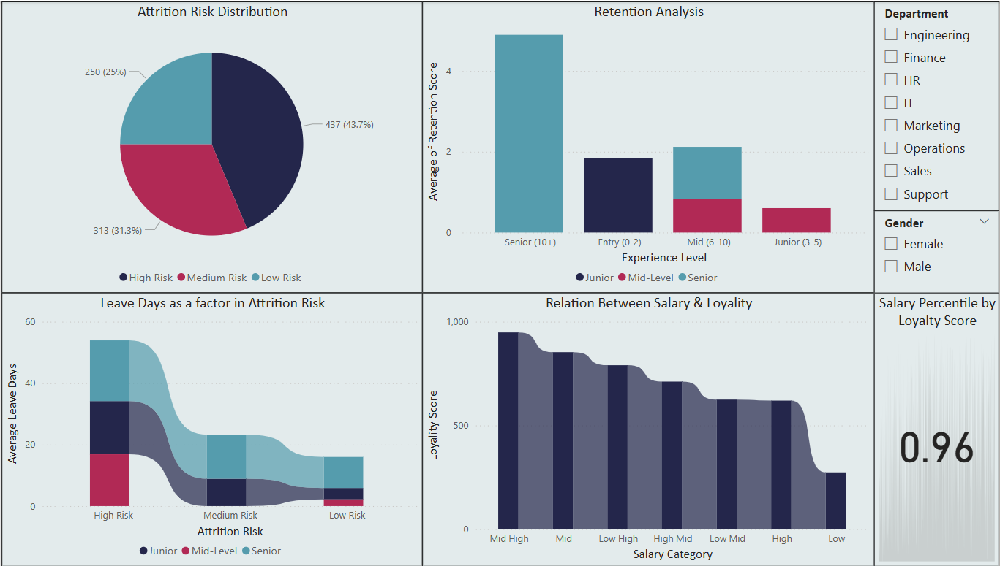 Attrition Risk Distribution
250 (25%)
437 (43.7%)
313 (31.3%)
High Risk Medium Risk Low Risk
Retention Analysis
Average of Retention Score
4
2
0
Senior (10+) Entry (0-2) Mid (6-10) Junior (3-5)
Experience Level
Junior Mid-Level Senior
Department
Engineering
Finance
HR
IT
Marketing
Operations
Sales
Support
Gender
Female
Male
Leave Days as a factor in Attrition Risk
Average Leave Days
60
40
20
0
High Risk Medium Risk Low Risk
Attrition Risk
Junior Mid-Level Senior
Relation Between Salary & Loyality
Loyality Score
1,000
500
0
Mid High Mid Low High High Mid Low Mid High Low
Salary Category
Salary Percentile by
Loyalty Score
0.96